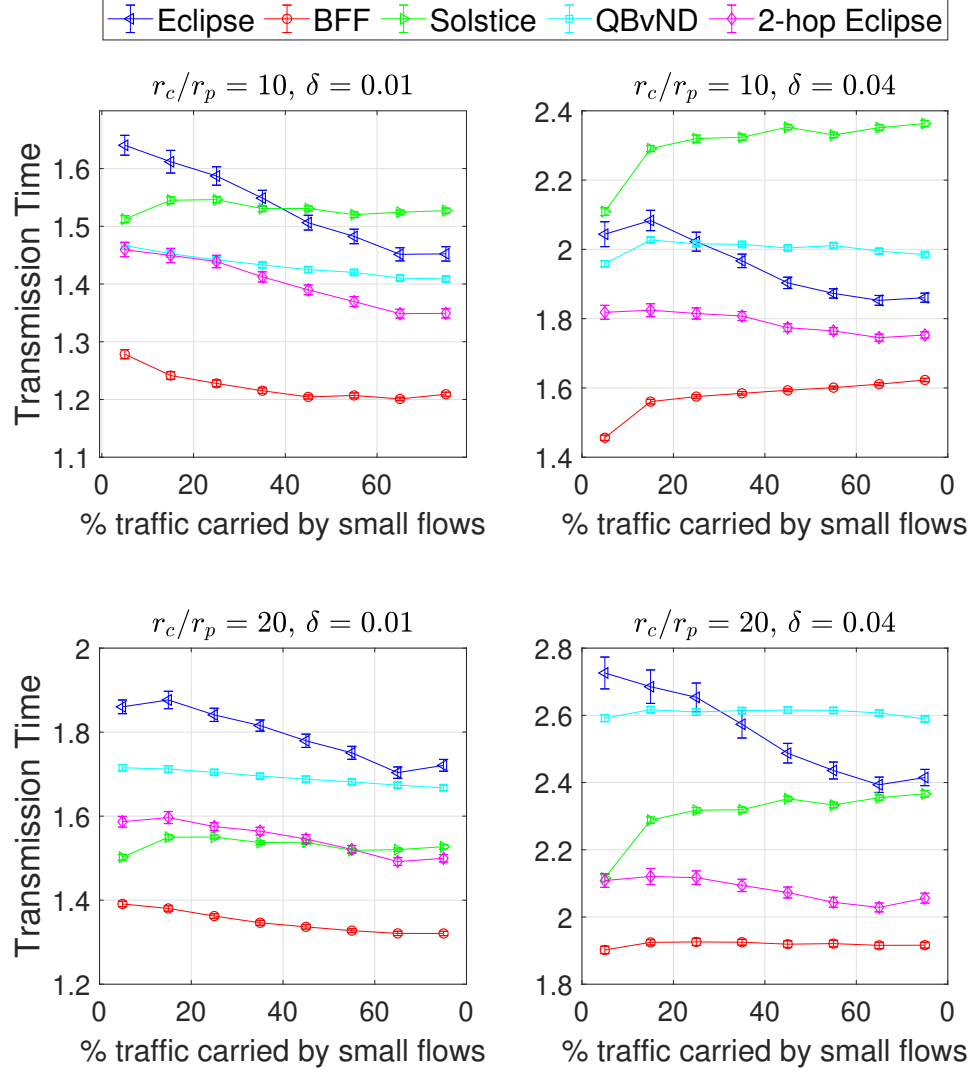 Eclipse BFF Solstice QBvND 2-hop Eclipse
r_c/r_p = 10, δ = 0.01
Transmission Time
1.6
1.5
1.4
1.3
1.2
1.1
0 20 40 60 0
% traffic carried by small flows
r_c/r_p = 10, δ = 0.04
2.4
2.2
2
1.8
1.6
1.4
0 20 40 60 0
% traffic carried by small flows
r_c/r_p = 20, δ = 0.01
Transmission Time
2
1.8
1.6
1.4
1.2
0 20 40 60 0
% traffic carried by small flows
r_c/r_p = 20, δ = 0.04
2.8
2.6
2.4
2.2
2
1.8
0 20 40 60 0
% traffic carried by small flows